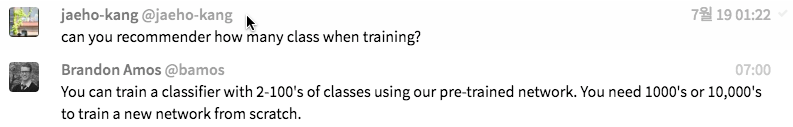 jaeho-kang @jaeho-kang 7월 19 01:22
can you recommender how many class when training?
Brandon Amos @bamos 07:00
You can train a classifier with 2-100's of classes using our pre-trained network. You need 1000's or 10,000's
to train a new network from scratch.